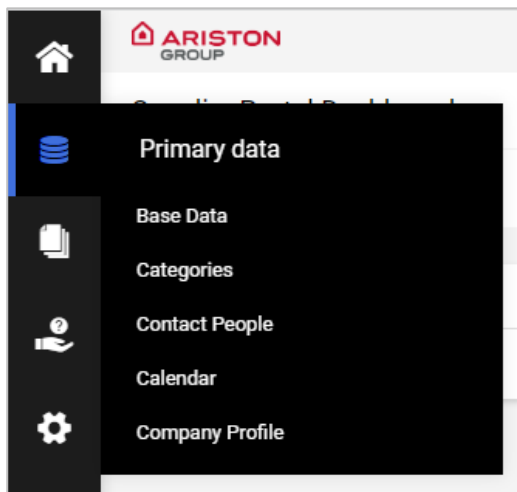 ARISTON
GROUP
Primary data
Base Data
Categories
Contact People
Calendar
Company Profile